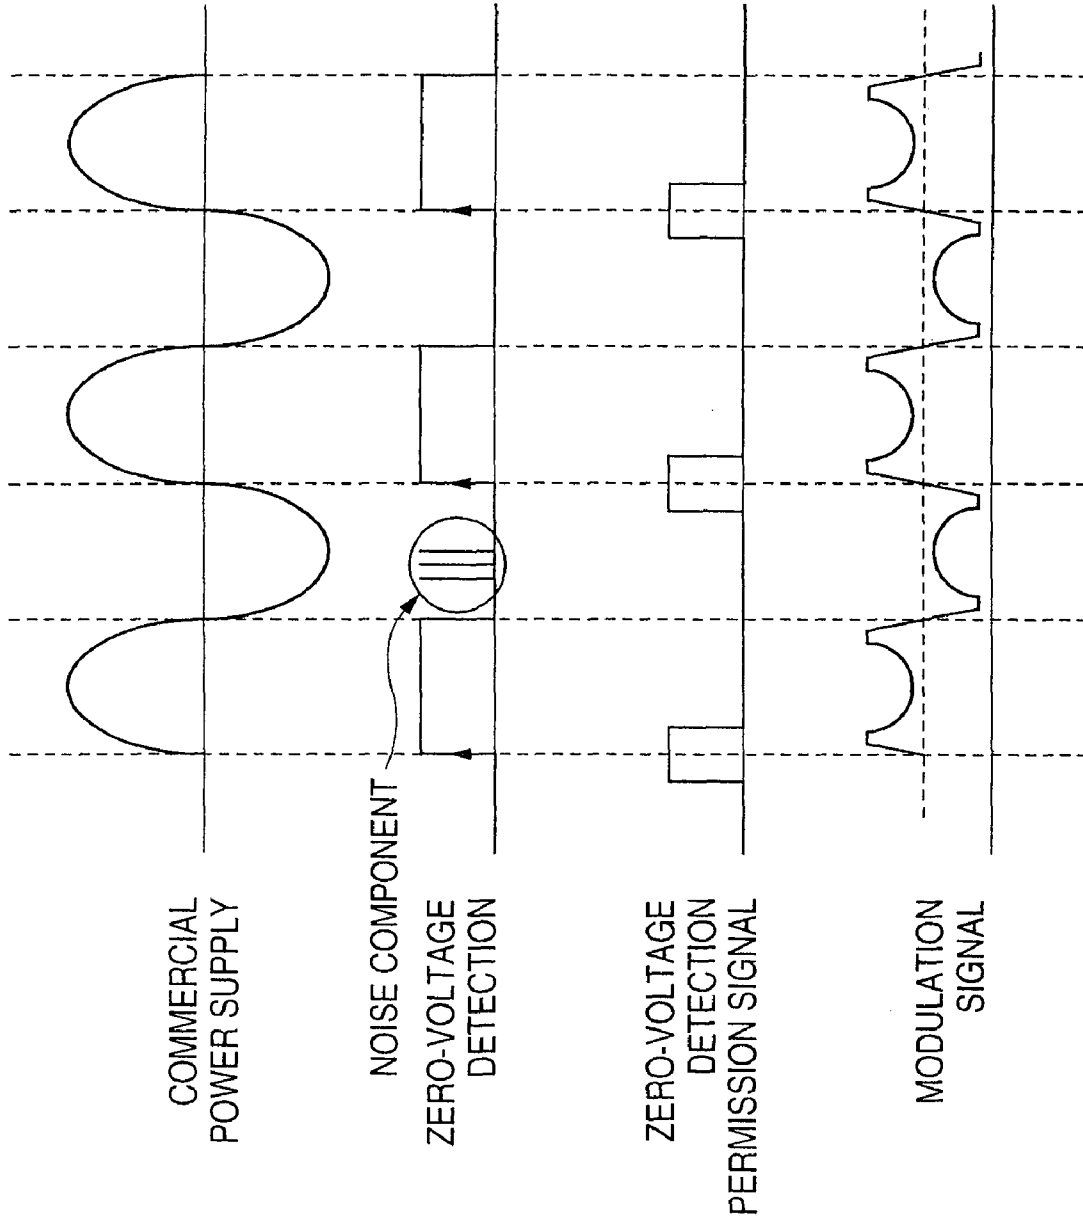 COMMERCIAL
POWER SUPPLY
NOISE COMPONENT
ZERO-VOLTAGE
DETECTION
ZERO-VOLTAGE
DETECTION
PERMISSION SIGNAL
MODULATION
SIGNAL